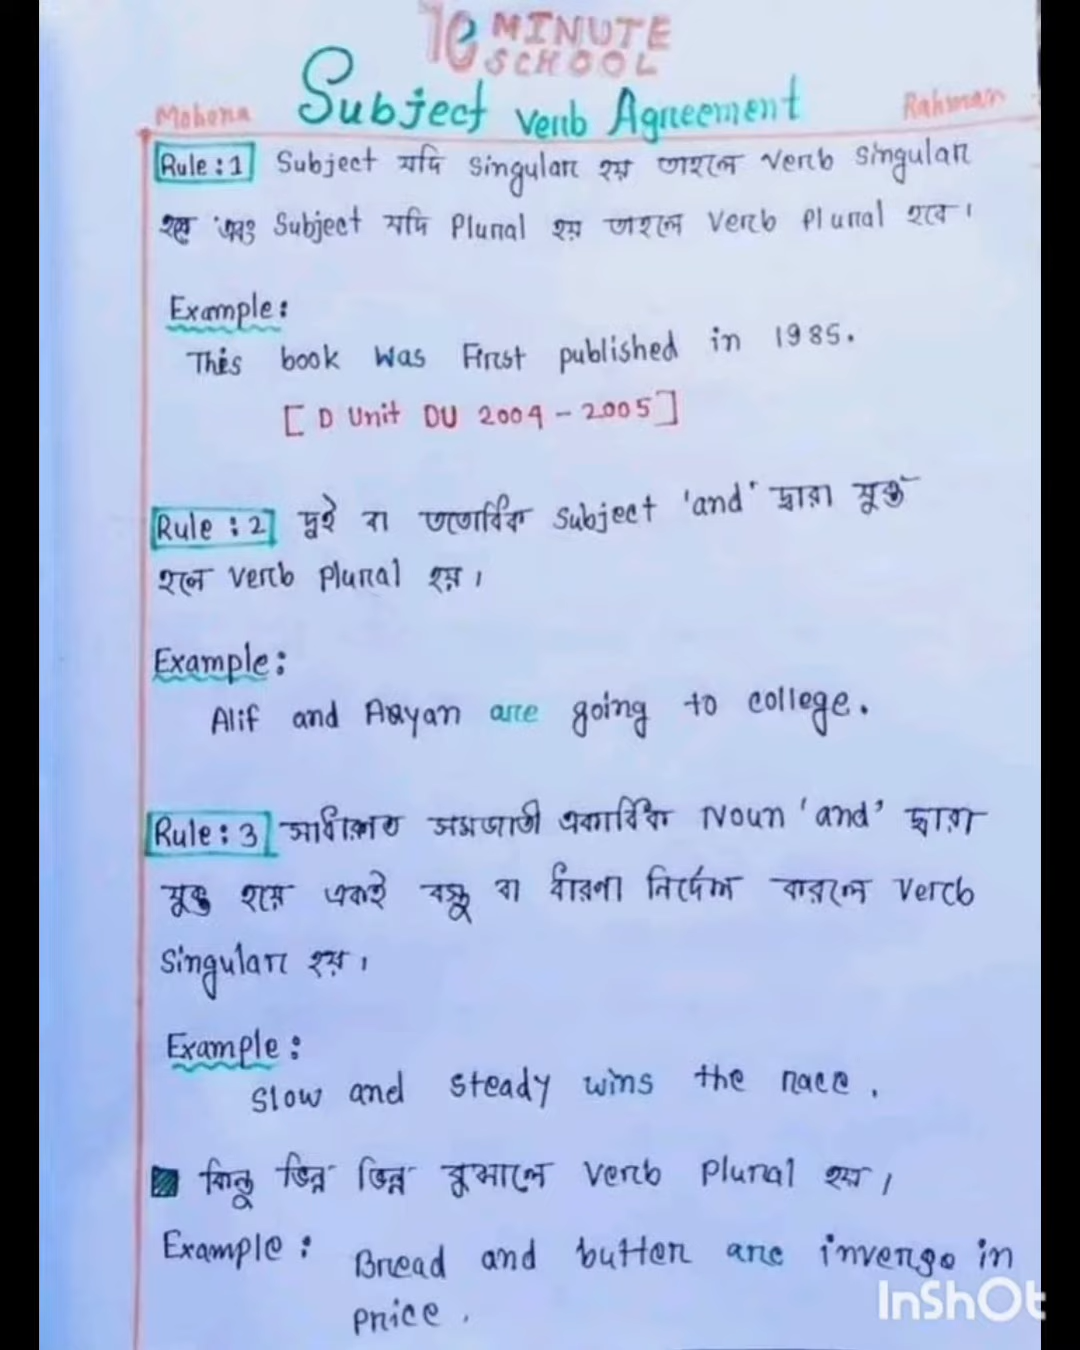 10 MINUTE SCHOOL
Mohona Subject verb Agreement Rahman
Rule : 1 Subject যদি Singular হয় তাহলে verb Singular
হবে এবং Subject যদি Plural হয় তাহলে Verb Plural হবে।
Example :
This book was First published in 1985.
[ D Unit DU 2004 - 2005 ]
Rule : 2 দুই বা ততোধিক Subject 'and' দ্বারা যুক্ত
হলে verb plural হয়।
Example :
Alif and Aayan are going to college.
Rule : 3 সাধারনত সমজাতী একাধিক Noun 'and' দ্বারা
যুক্ত হয়ে একই বস্তু বা ধারনা নির্দেশ করলে verb
Singular হয়।
Example :
Slow and steady wins the race.
কিন্তু ভিন্ন ভিন্ন বুঝালে verb plural হয়।
Example : Bread and butter are in
price.
InShOt